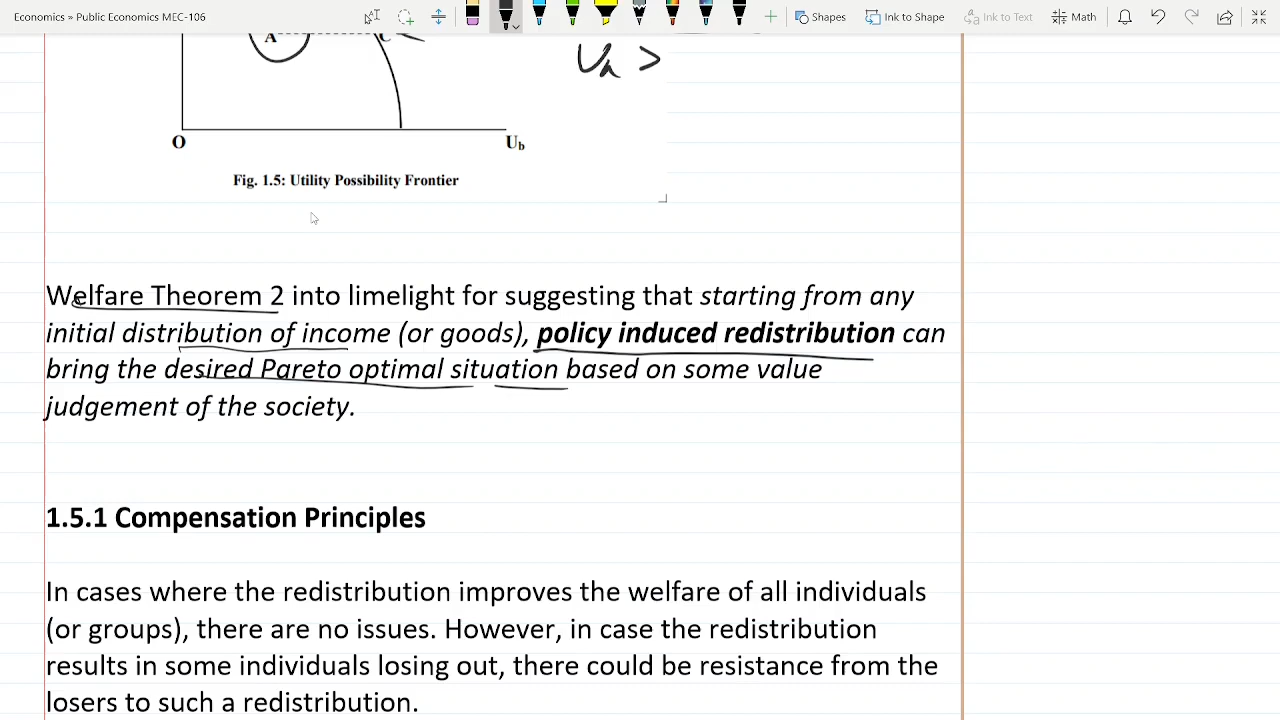 Economics » Public Economics MEC-106
Shapes Ink to Shape Ink to Text Math
A C
Uh >
O Ub
Fig. 1.5: Utility Possibility Frontier
Welfare Theorem 2 into limelight for suggesting that starting from any
initial distribution of income (or goods), policy induced redistribution can
bring the desired Pareto optimal situation based on some value
judgement of the society.
1.5.1 Compensation Principles
In cases where the redistribution improves the welfare of all individuals
(or groups), there are no issues. However, in case the redistribution
results in some individuals losing out, there could be resistance from the
losers to such a redistribution.